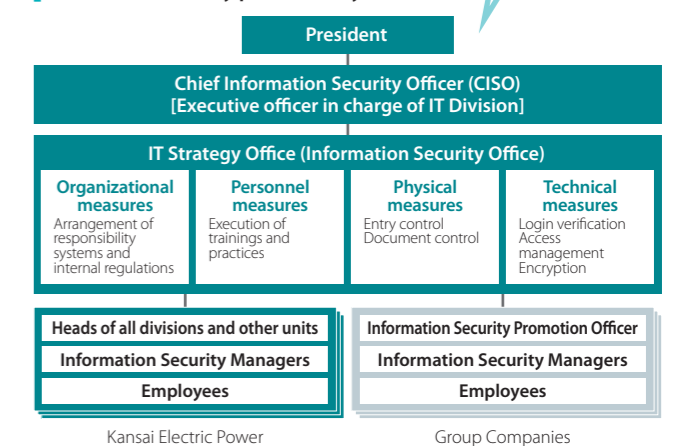 President
Chief Information Security Officer (CISO)
[Executive officer in charge of IT Division]
IT Strategy Office (Information Security Office)
Organizational
measures
Arrangement of
responsibility
systems and
internal regulations
Personnel
measures
Execution of
trainings and
practices
Physical
measures
Entry control
Document control
Technical
measures
Login verification
Access
management
Encryption
Heads of all divisions and other units
Information Security Managers
Employees
Kansai Electric Power
Information Security Promotion Officer
Information Security Managers
Employees
Group Companies